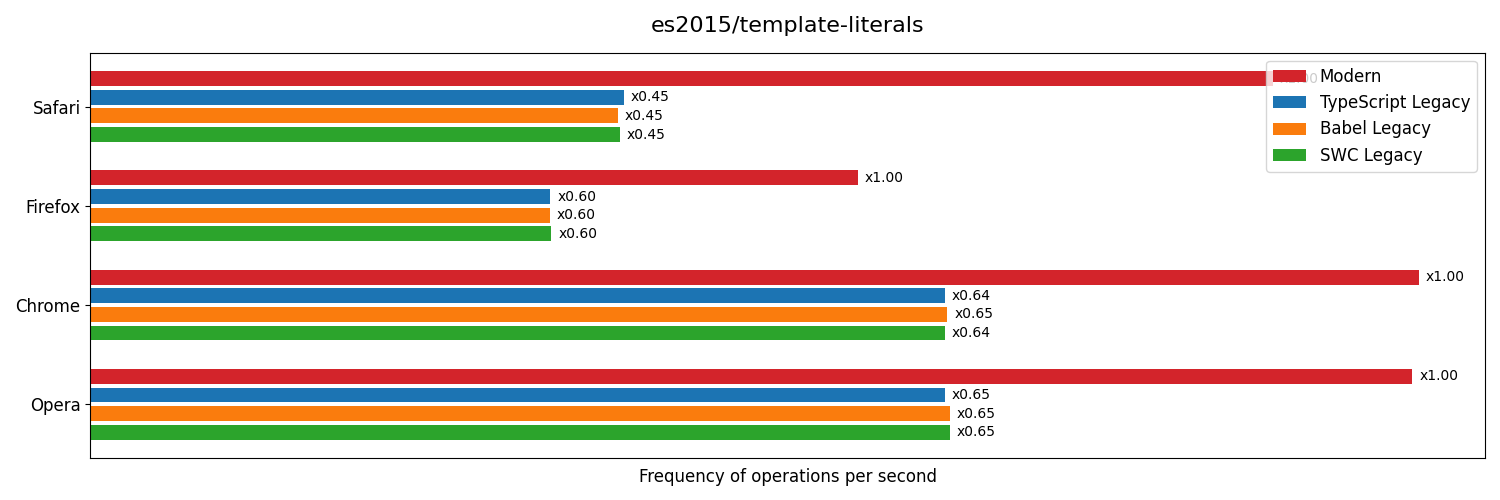 es2015/template-literals
Modern
TypeScript Legacy
Babel Legacy
SWC Legacy
Safari
x0.45
x0.45
x0.45
Firefox
x1.00
x0.60
x0.60
x0.60
Chrome
x1.00
x0.64
x0.65
x0.64
Opera
x1.00
x0.65
x0.65
x0.65
Frequency of operations per second